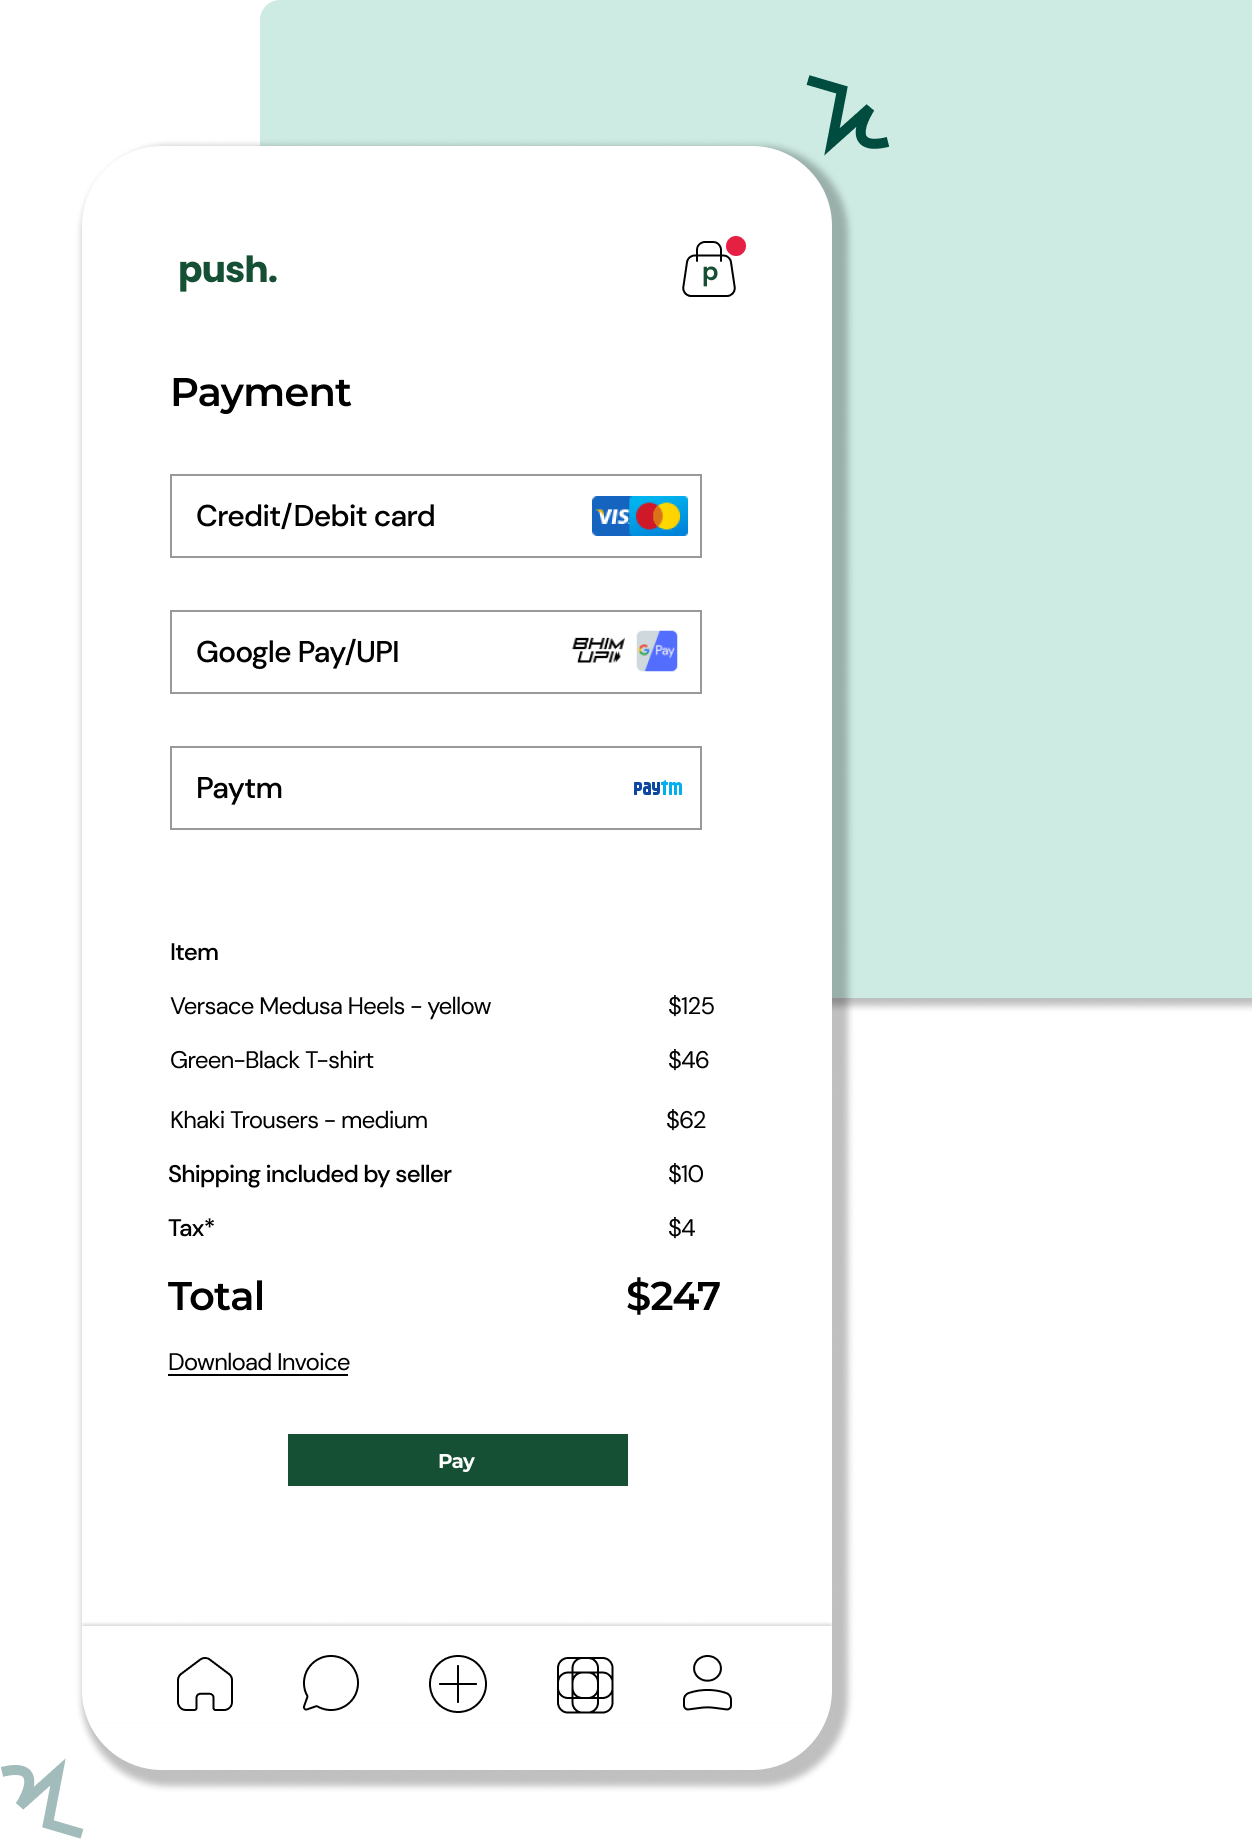 push.
p
Payment
Credit/Debit card VISA
Google Pay/UPI BHIM UPI G Pay
Paytm paytm
Item
Versace Medusa Heels - yellow $125
Green-Black T-shirt $46
Khaki Trousers - medium $62
Shipping included by seller $10
Tax* $4
Total $247
Download Invoice
Pay